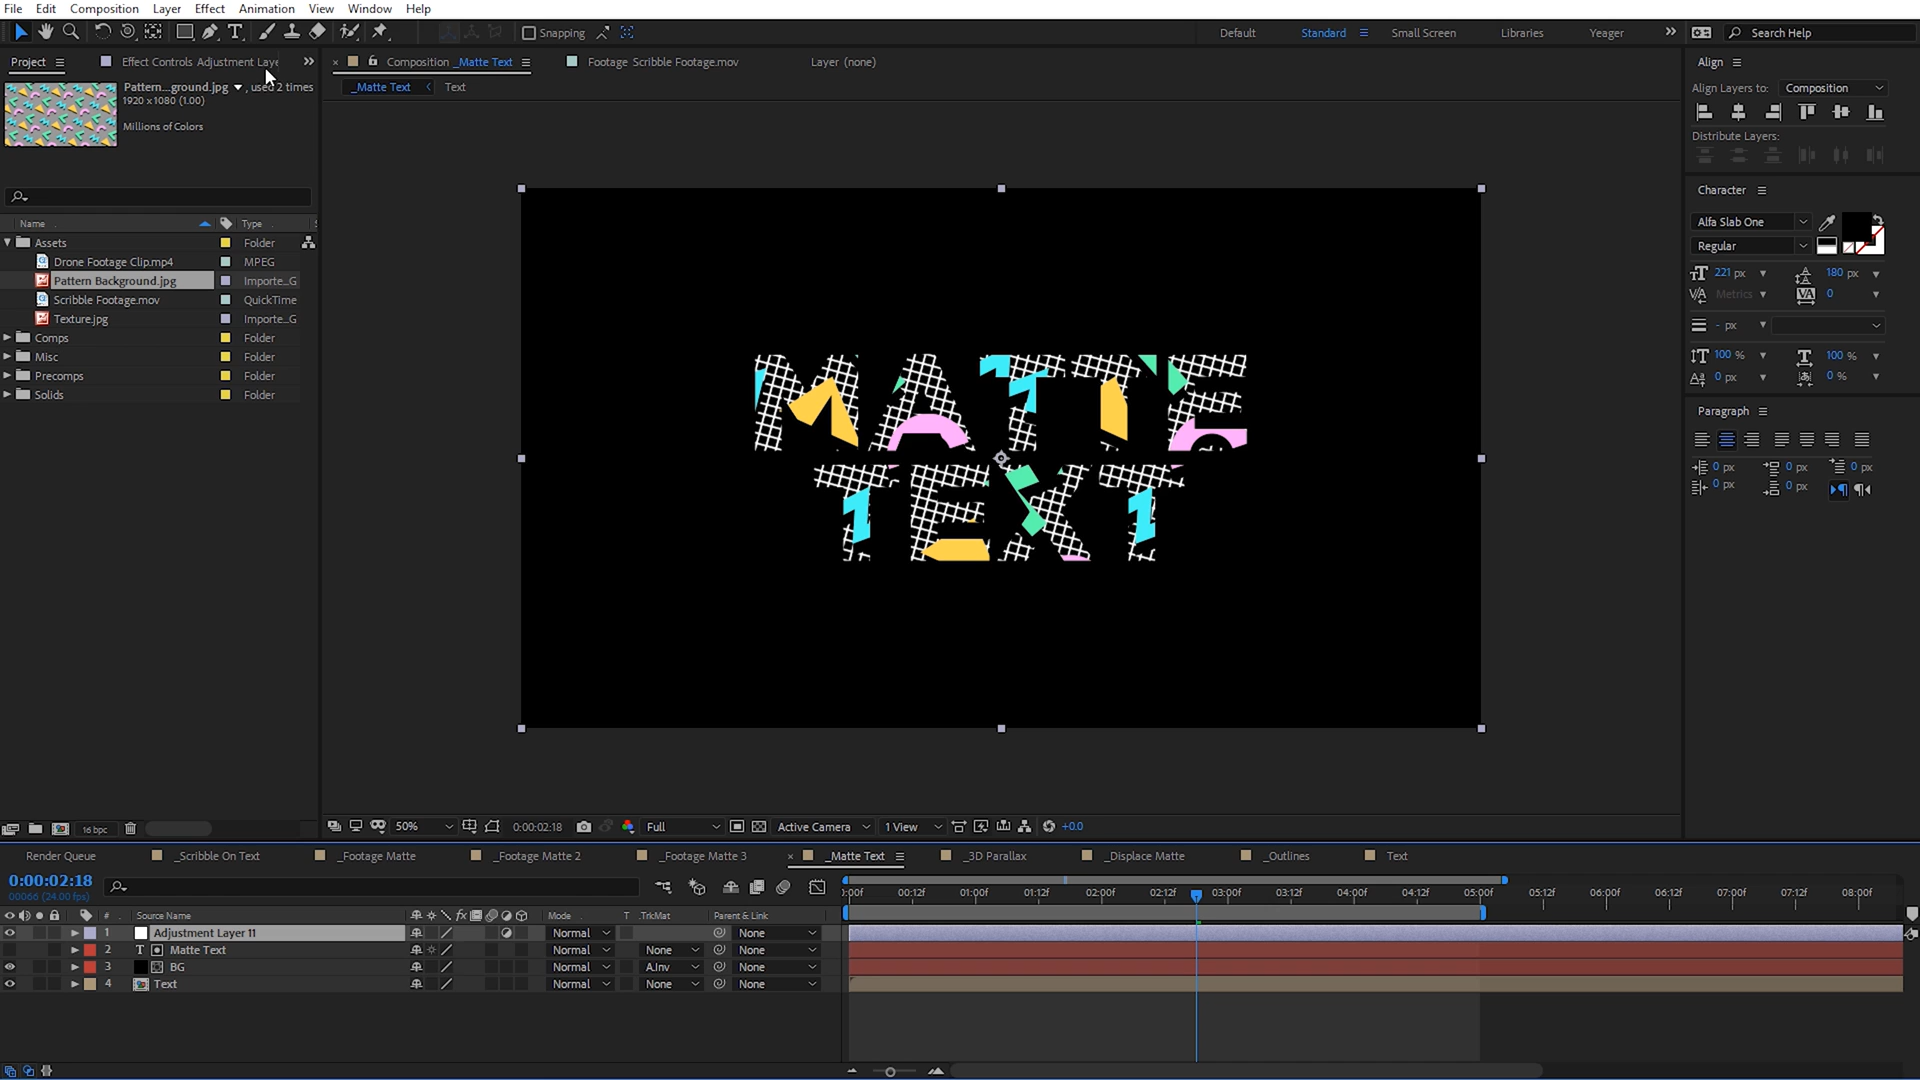 File Edit Composition Layer Effect Animation View Window Help
Snapping
Default Standard Small Screen Libraries Yeager Search Help
Project Effect Controls Adjustment Laye
Composition _Matte Text Footage Scribble Footage.mov Layer (none)
_Matte Text Text
Pattern...ground.jpg , used 2 times
1920 x 1080 (1.00)
Millions of Colors
Name Type
Assets Folder
Drone Footage Clip.mp4 MPEG
Pattern Background.jpg Importe...G
Scribble Footage.mov QuickTime
Texture.jpg Importe...G
Comps Folder
Misc Folder
Precomps Folder
Solids Folder
16 bpc
MATTE
TEXT
50% 0:00:02:18 Full Active Camera 1 View +0.0
Align
Align Layers to: Composition
Distribute Layers:
Character
Alfa Slab One
Regular
221 px 180 px
Metrics 0
- px
100 % 100 %
0 px 0 %
Paragraph
0 px 0 px 0 px
0 px 0 px
Render Queue _Scribble On Text _Footage Matte _Footage Matte 2 _Footage Matte 3 _Matte Text _3D Parallax _Displace Matte _Outlines Text
0:00:02:18
00066 (24.00 fps)
:00f 00:12f 01:00f 01:12f 02:00f 02:12f 03:00f 03:12f 04:00f 04:12f 05:00f 05:12f 06:00f 06:12f 07:00f 07:12f 08:00f
# Source Name Mode T .TrkMat Parent & Link
1 Adjustment Layer 11 Normal None
2 T Matte Text Normal None None
3 BG Normal A.Inv None
4 Text Normal None None